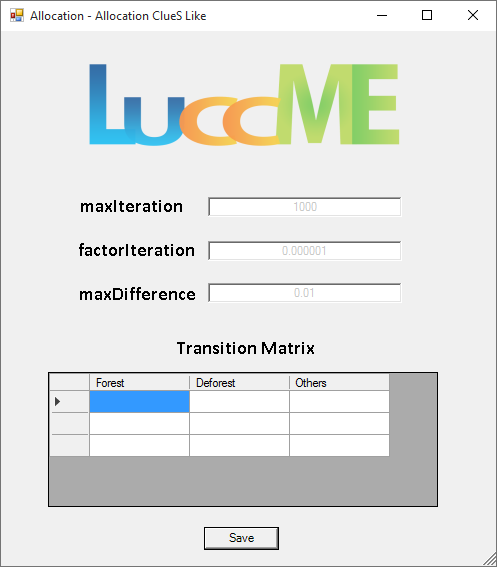 Allocation - Allocation ClueS Like
LuccME
maxIteration 1000
factorIteration 0.000001
maxDifference 0.01
Transition Matrix
Forest Deforest Others
Save